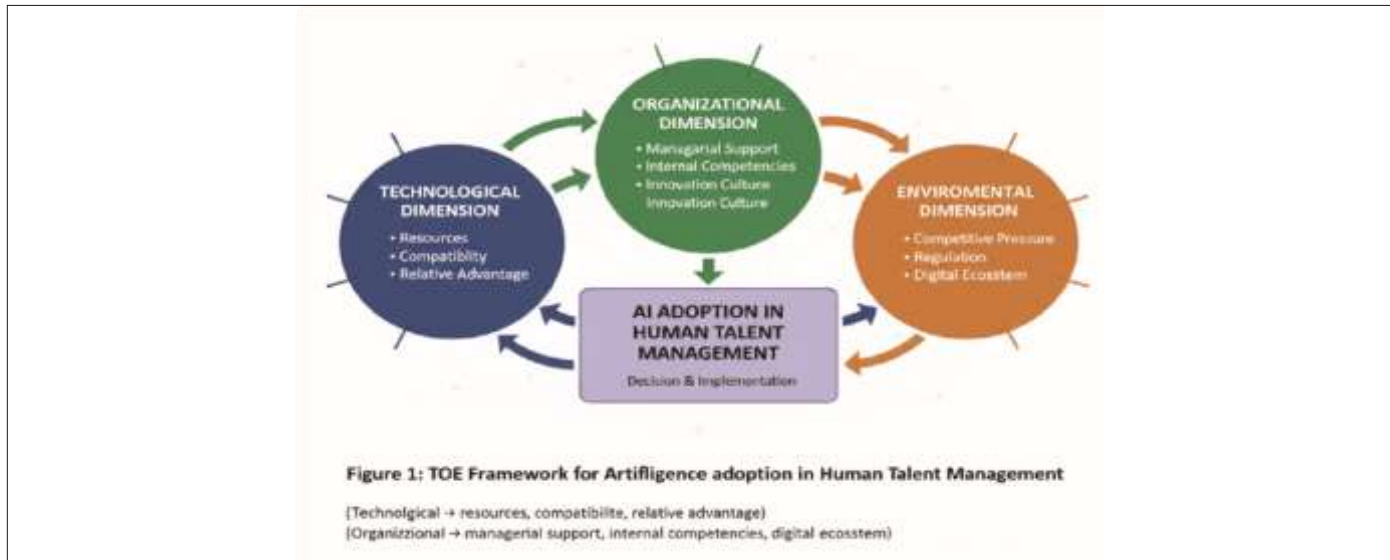 ORGANIZATIONAL
DIMENSION
• Managarial Support
• Internal Competencies
• Innovation Culture
Innovation Culture
TECHNOLOGICAL
DIMENSION
• Resources
• Compatiblity
• Relative Advantage
ENVIROMENTAL
DIMENSION
• Competitive Pressure
• Regulation
• Digital Ecosstem
AI ADOPTION IN
HUMAN TALENT
MANAGEMENT
Decision & Implementation
Figure 1: TOE Framework for Artifligence adoption in Human Talent Management
(Technolgical → resources, compatibilite, relative advantage)
(Organizzional → managerial support, internal competencies, digital ecosstem)